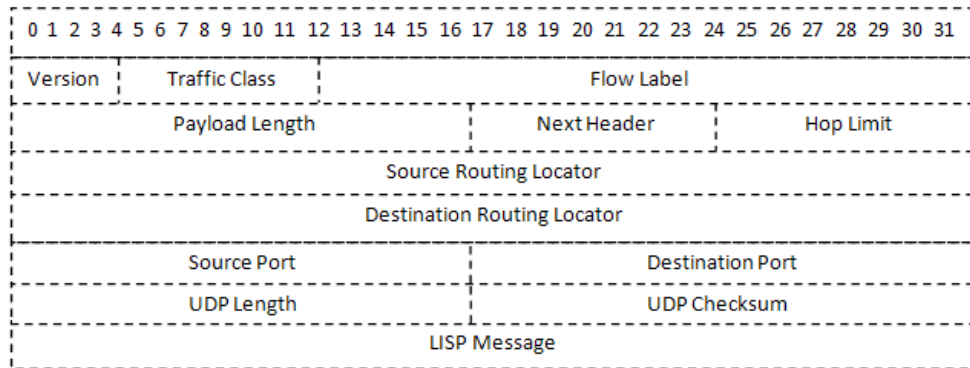 0 1 2 3 4 5 6 7 8 9 10 11 12 13 14 15 16 17 18 19 20 21 22 23 24 25 26 27 28 29 30 31
Version Traffic Class Flow Label
Payload Length Next Header Hop Limit
Source Routing Locator
Destination Routing Locator
Source Port Destination Port
UDP Length UDP Checksum
LISP Message